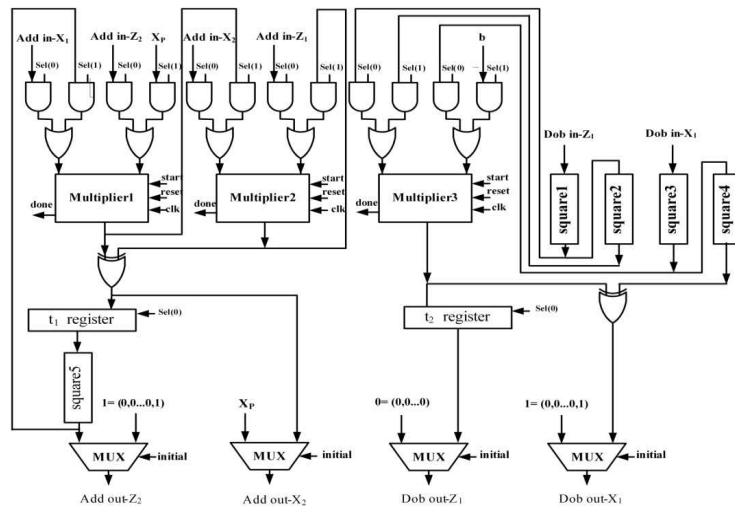 Add in-X₁ Add in-Z₂ Xₚ Add in-X₂ Add in-Z₁ b
Sel(0) Sel(1) Sel(0) Sel(1) Sel(0) Sel(1) Sel(0) Sel(1) Sel(0) Sel(1) Sel(0) Sel(1)
Dob in-Z₁ Dob in-X₁
Multiplier1
start
reset
clk
done
Multiplier2
start
reset
clk
done
Multiplier3
start
reset
clk
done
square1
square2
square3
square4
t₁ register
Sel(0)
t₂ register
Sel(0)
square5
1= (0,0...0,1)
Xₚ
0= (0,0...0)
1= (0,0...0,1)
MUX initial
MUX initial
MUX initial
MUX initial
Add out-Z₂
Add out-X₂
Dob out-Z₁
Dob out-X₁